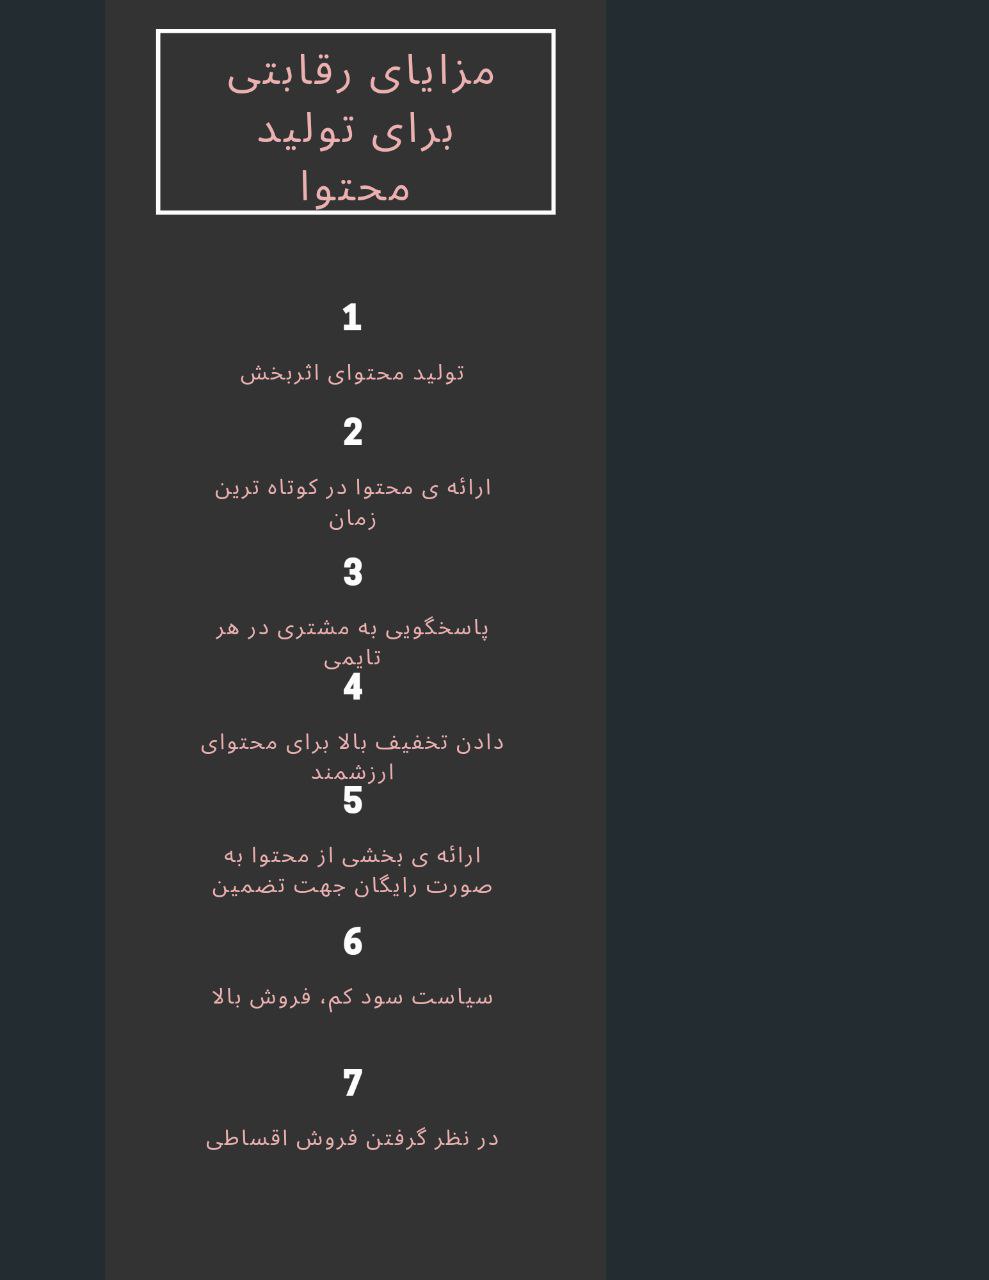 مزایای رقابتی
برای تولید
محتوا
1
تولید محتوای اثربخش
2
ارائه ی محتوا در کوتاه ترین
زمان
3
پاسخگویی به مشتری در هر
تایمی
4
دادن تخفیف بالا برای محتوای
ارزشمند
5
ارائه ی بخشی از محتوا به
صورت رایگان جهت تضمین
6
سیاست سود کم، فروش بالا
7
در نظر گرفتن فروش اقساطی